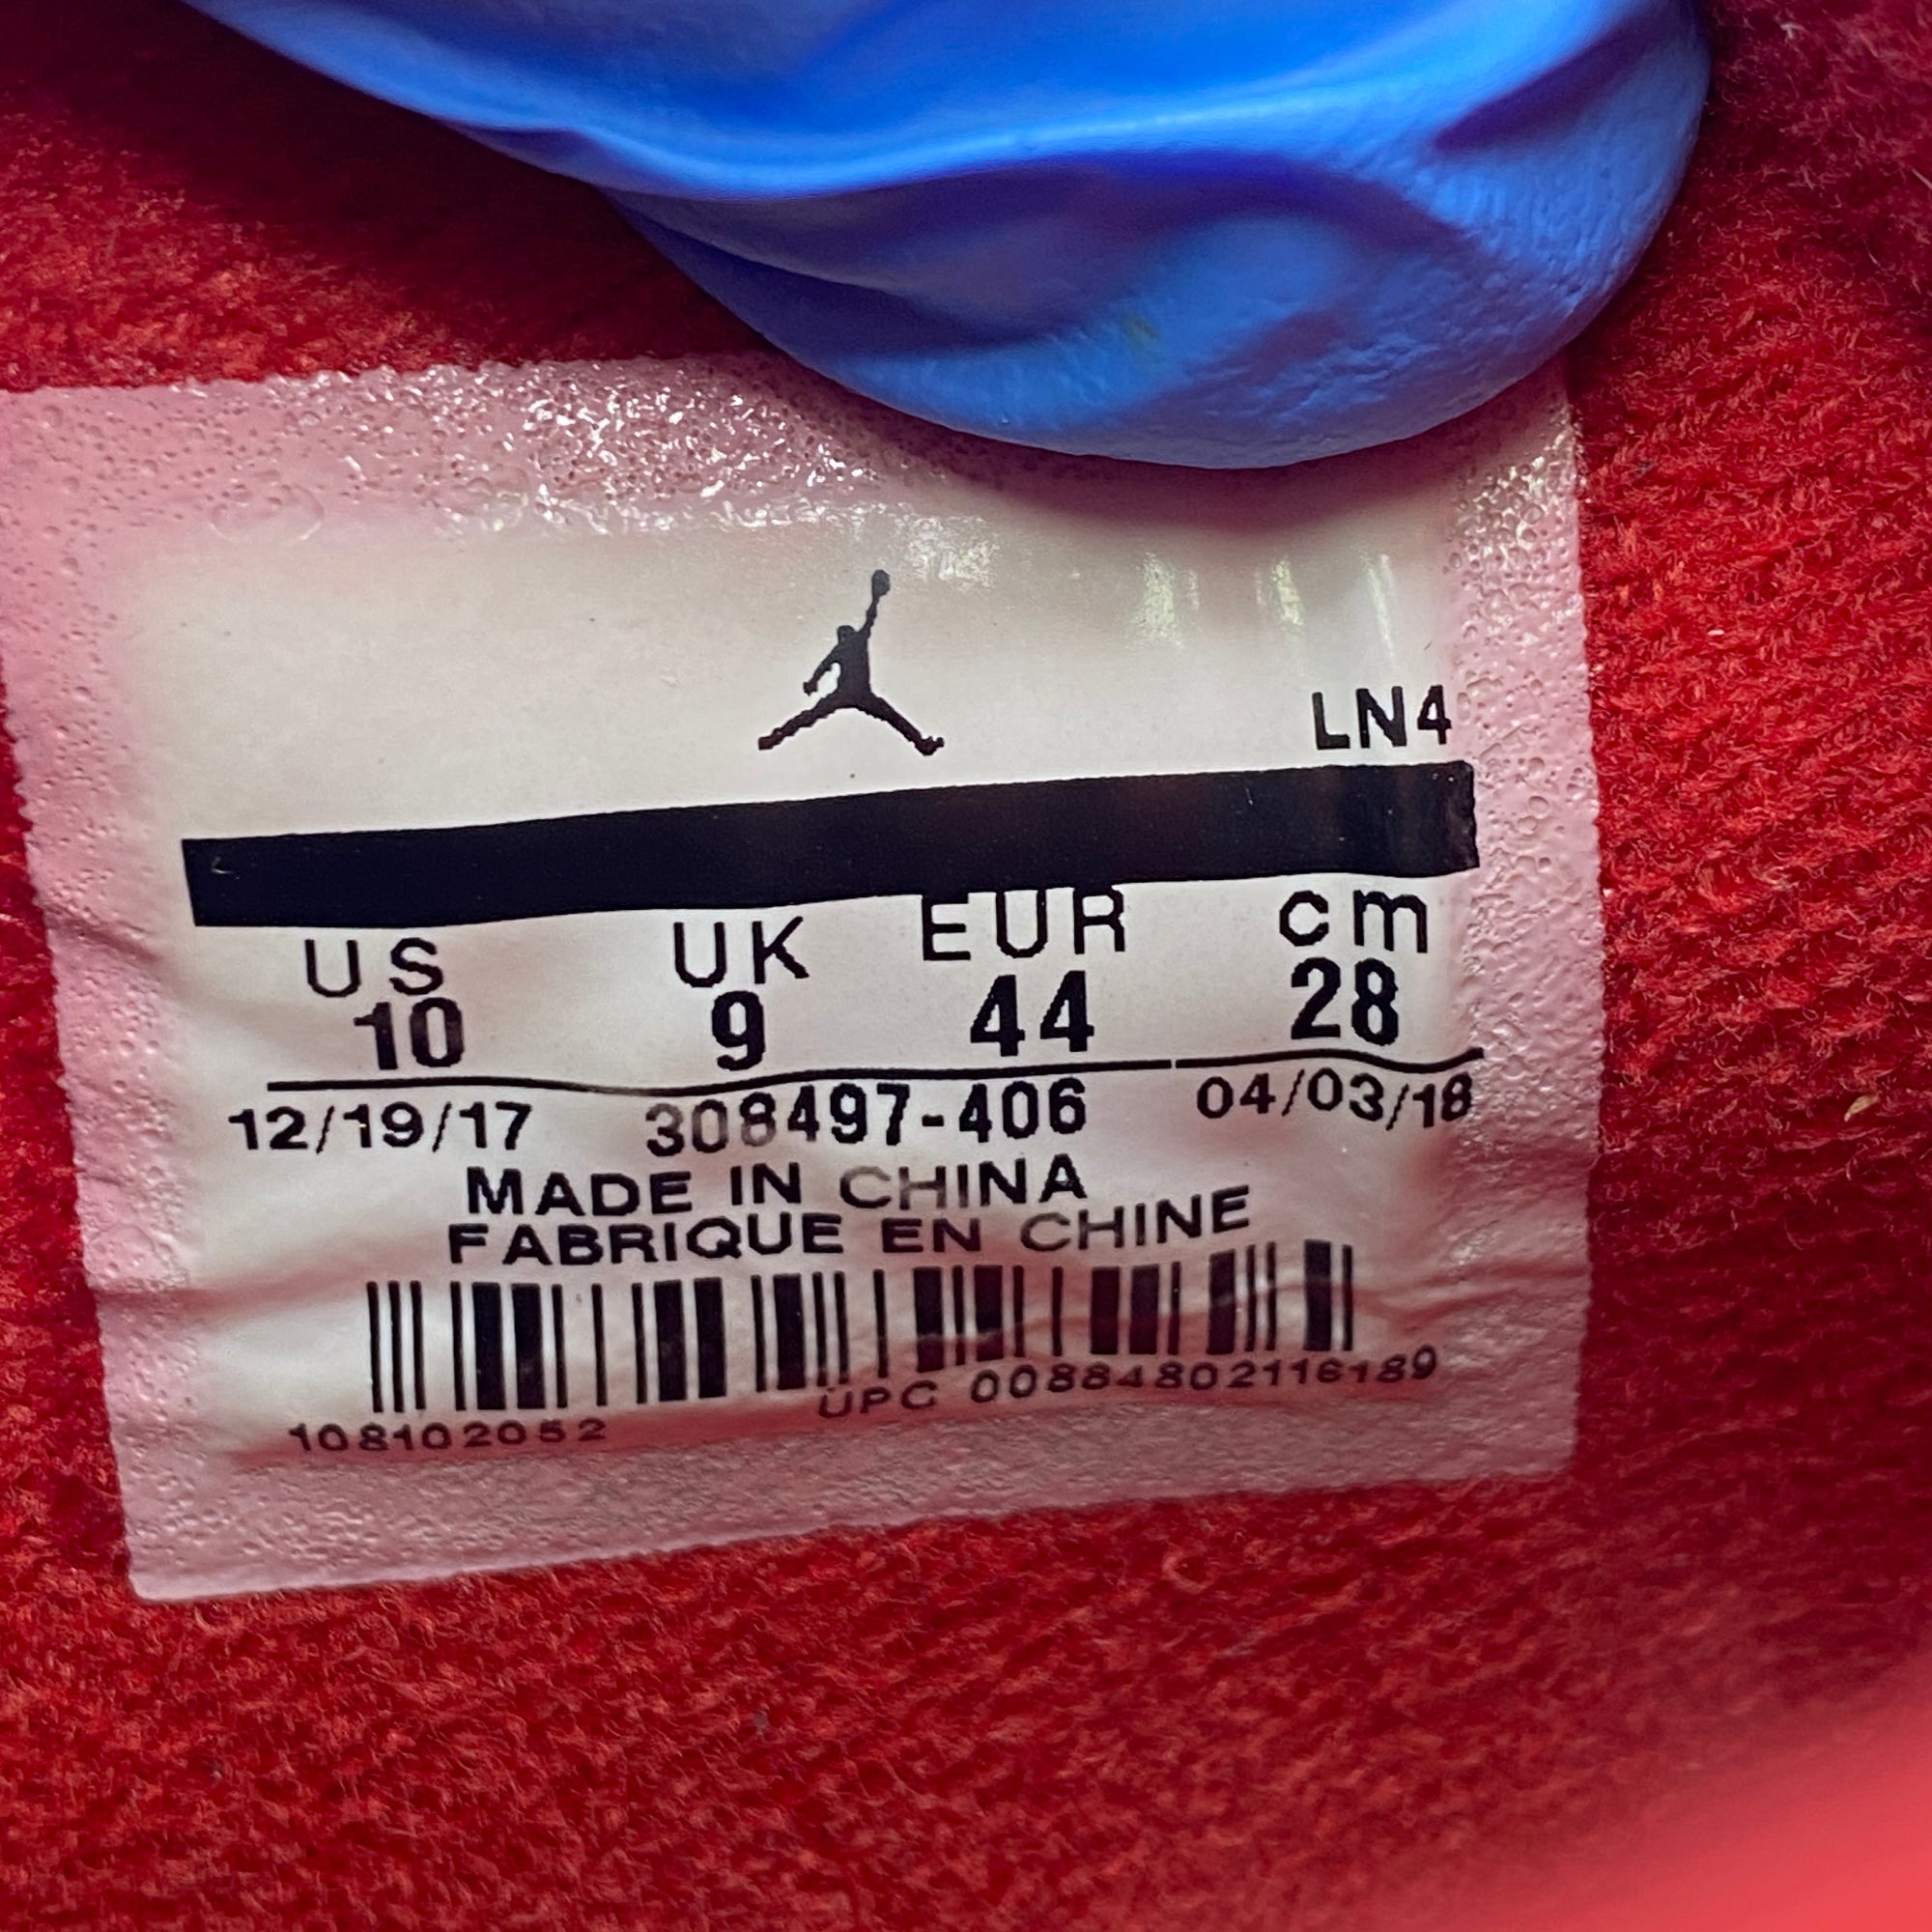 LN4
US UK EUR cm
10 9 44 28
12/19/17 308497-406 04/03/18
MADE IN CHINA
FABRIQUE EN CHINE
UPC 00884802116189
108102052